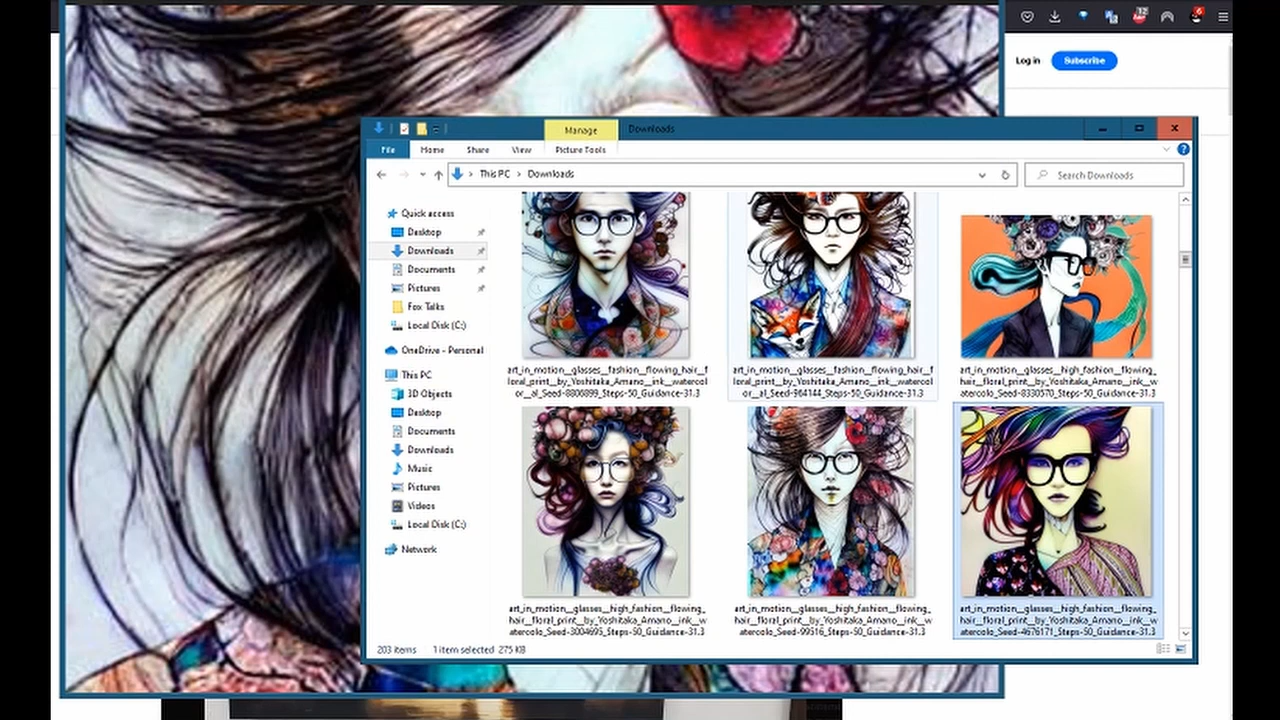 12
6
Log in
Subscribe
Manage
Downloads
File
Home
Share
View
Picture Tools
This PC > Downloads
Search Downloads
Quick access
Desktop
Downloads
Documents
Pictures
Fox Talks
Local Disk (C:)
OneDrive - Personal
This PC
3D Objects
Desktop
Documents
Downloads
Music
Pictures
Videos
Local Disk (C:)
Network
art_in_motion__glasses__fashion__flowing_hair__f
loral_print__by_Yoshitaka_Amano__ink__watercol
or__al_Seed-8806899_Steps-50_Guidance-31.3
art_in_motion__glasses__fashion__flowing_hair__f
loral_print__by_Yoshitaka_Amano__ink__watercol
or__al_Seed-964144_Steps-50_Guidance-31.3
art_in_motion__glasses__high_fashion__flowing_
hair__floral_print__by_Yoshitaka_Amano__ink__w
atercolo_Seed-8330570_Steps-50_Guidance-31.3
art_in_motion__glasses__high_fashion__flowing_
hair__floral_print__by_Yoshitaka_Amano__ink__w
atercolo_Seed-3004695_Steps-50_Guidance-31.3
art_in_motion__glasses__high_fashion__flowing_
hair__floral_print__by_Yoshitaka_Amano__ink__w
atercolo_Seed-99516_Steps-50_Guidance-31.3
art_in_motion__glasses__high_fashion__flowing_
hair__floral_print__by_Yoshitaka_Amano__ink__w
atercolo_Seed-4676171_Steps-50_Guidance-31.3
203 items
1 item selected 275 KB